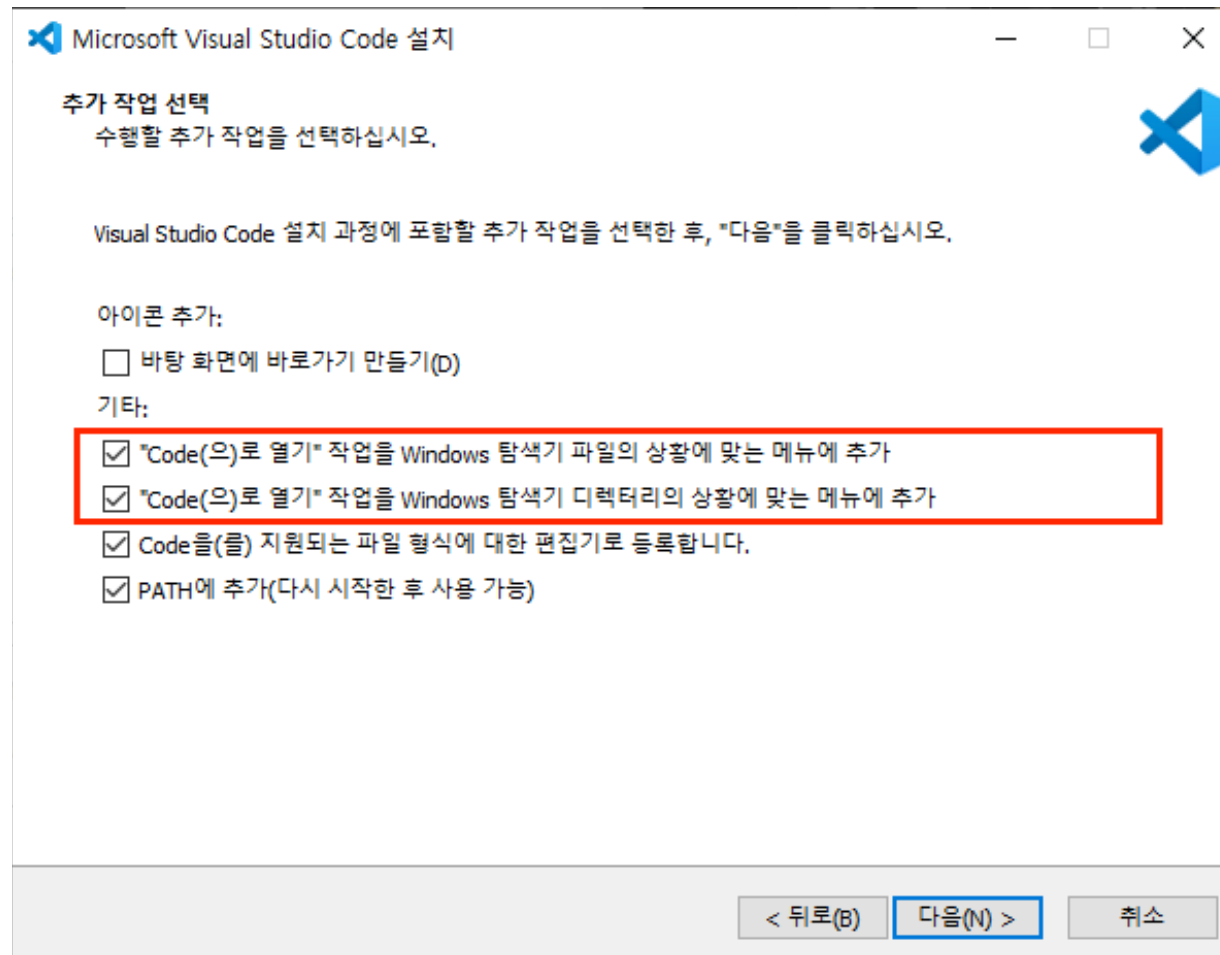 Microsoft Visual Studio Code 설치
추가 작업 선택
수행할 추가 작업을 선택하십시오.
Visual Studio Code 설치 과정에 포함할 추가 작업을 선택한 후, "다음"을 클릭하십시오.
아이콘 추가:
바탕 화면에 바로가기 만들기(D)
기타:
"Code(으)로 열기" 작업을 Windows 탐색기 파일의 상황에 맞는 메뉴에 추가
"Code(으)로 열기" 작업을 Windows 탐색기 디렉터리의 상황에 맞는 메뉴에 추가
Code을(를) 지원되는 파일 형식에 대한 편집기로 등록합니다.
PATH에 추가(다시 시작한 후 사용 가능)
< 뒤로(B) 다음(N) > 취소